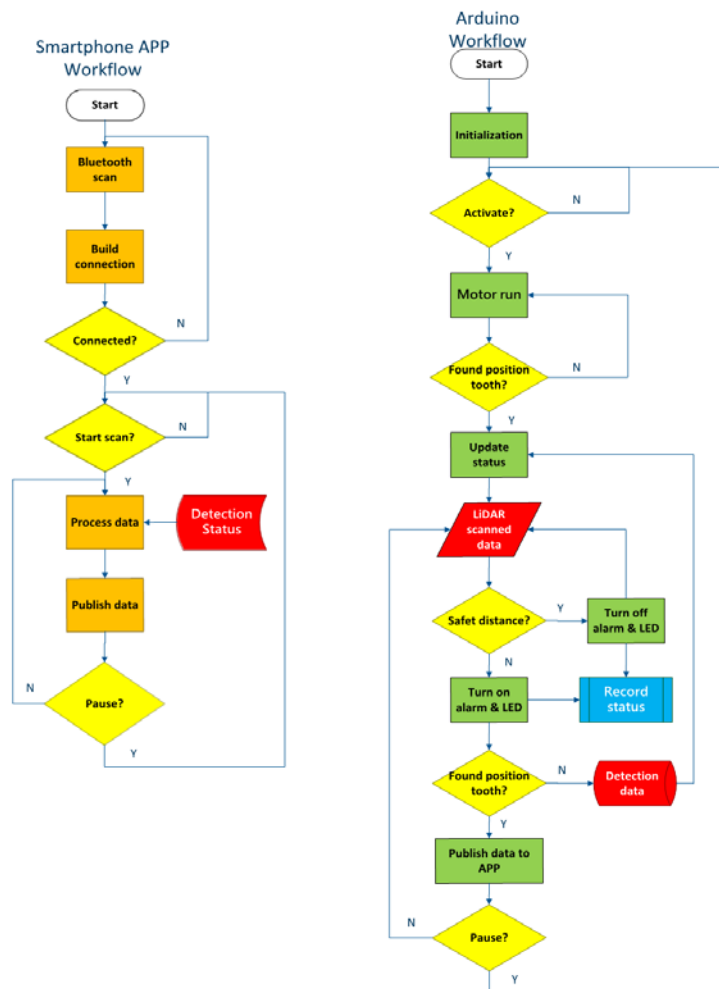 Smartphone APP
Workflow
Start
Bluetooth
scan
Build
connection
Connected?
N
Y
Start scan?
N
Y
Process data
Detection
Status
Publish data
Pause?
N
Y
Arduino
Workflow
Start
Initialization
Activate?
N
Y
Motor run
Found position
tooth?
N
Y
Update
status
LiDAR
scanned
data
Safet distance?
Y
Turn off
alarm & LED
N
Turn on
alarm & LED
Record
status
Found position
tooth?
N
Detection
data
Y
Publish data to
APP
Pause?
N
Y